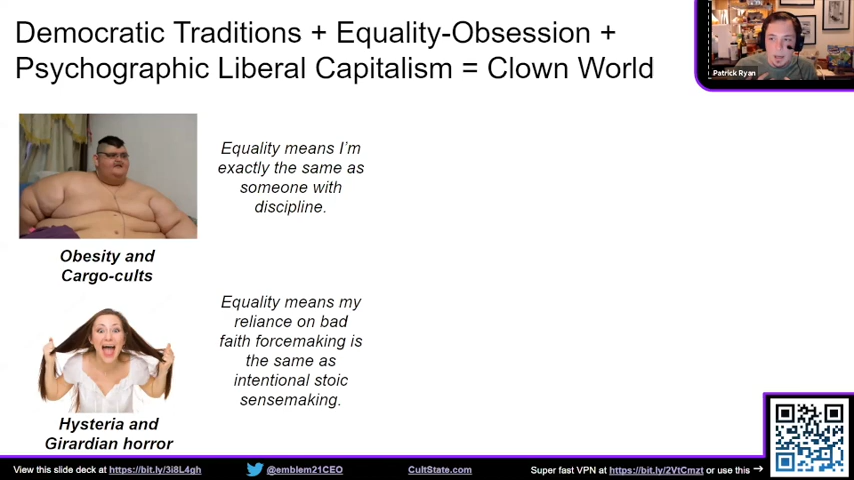 Democratic Traditions + Equality-Obsession +
Psychographic Liberal Capitalism = Clown World
Patrick Ryan
Equality means I'm
exactly the same as
someone with
discipline.
Obesity and
Cargo-cults
Equality means my
reliance on bad
faith forcemaking is
the same as
intentional stoic
sensemaking.
Hysteria and
Girardian horror
View this slide deck at https://bit.ly/3i8L4gh
@emblem21CEO
CultState.com
Super fast VPN at https://bit.ly/2VtCmzt or use this →